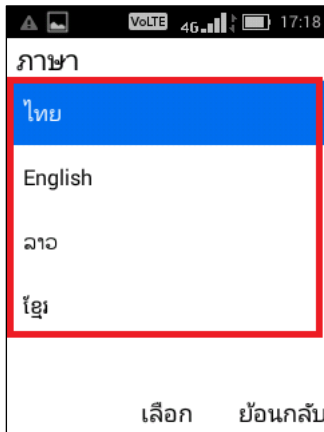 VoLTE 4G 17:18
ภาษา
ไทย
English
ລາວ
ខ្មែរ
เลือก ย้อนกลับ